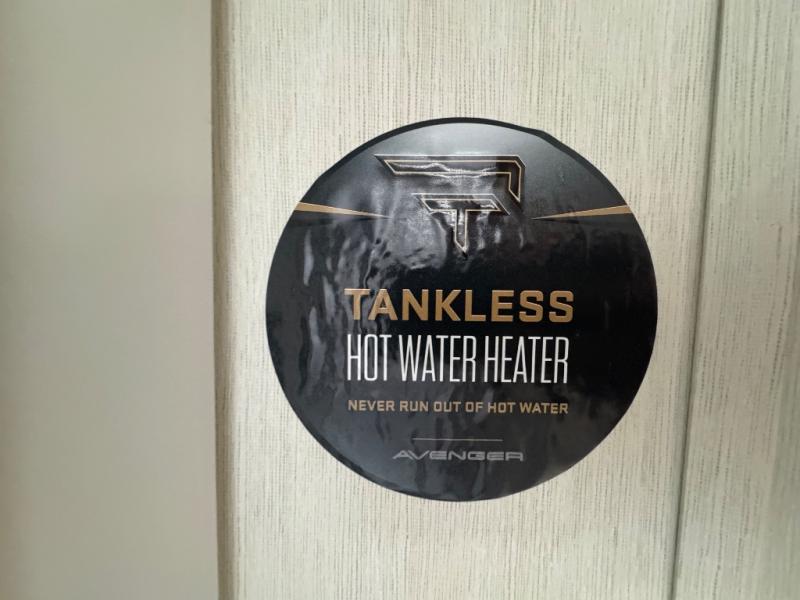 TANKLESS
HOT WATER HEATER
NEVER RUN OUT OF HOT WATER
AVENGER